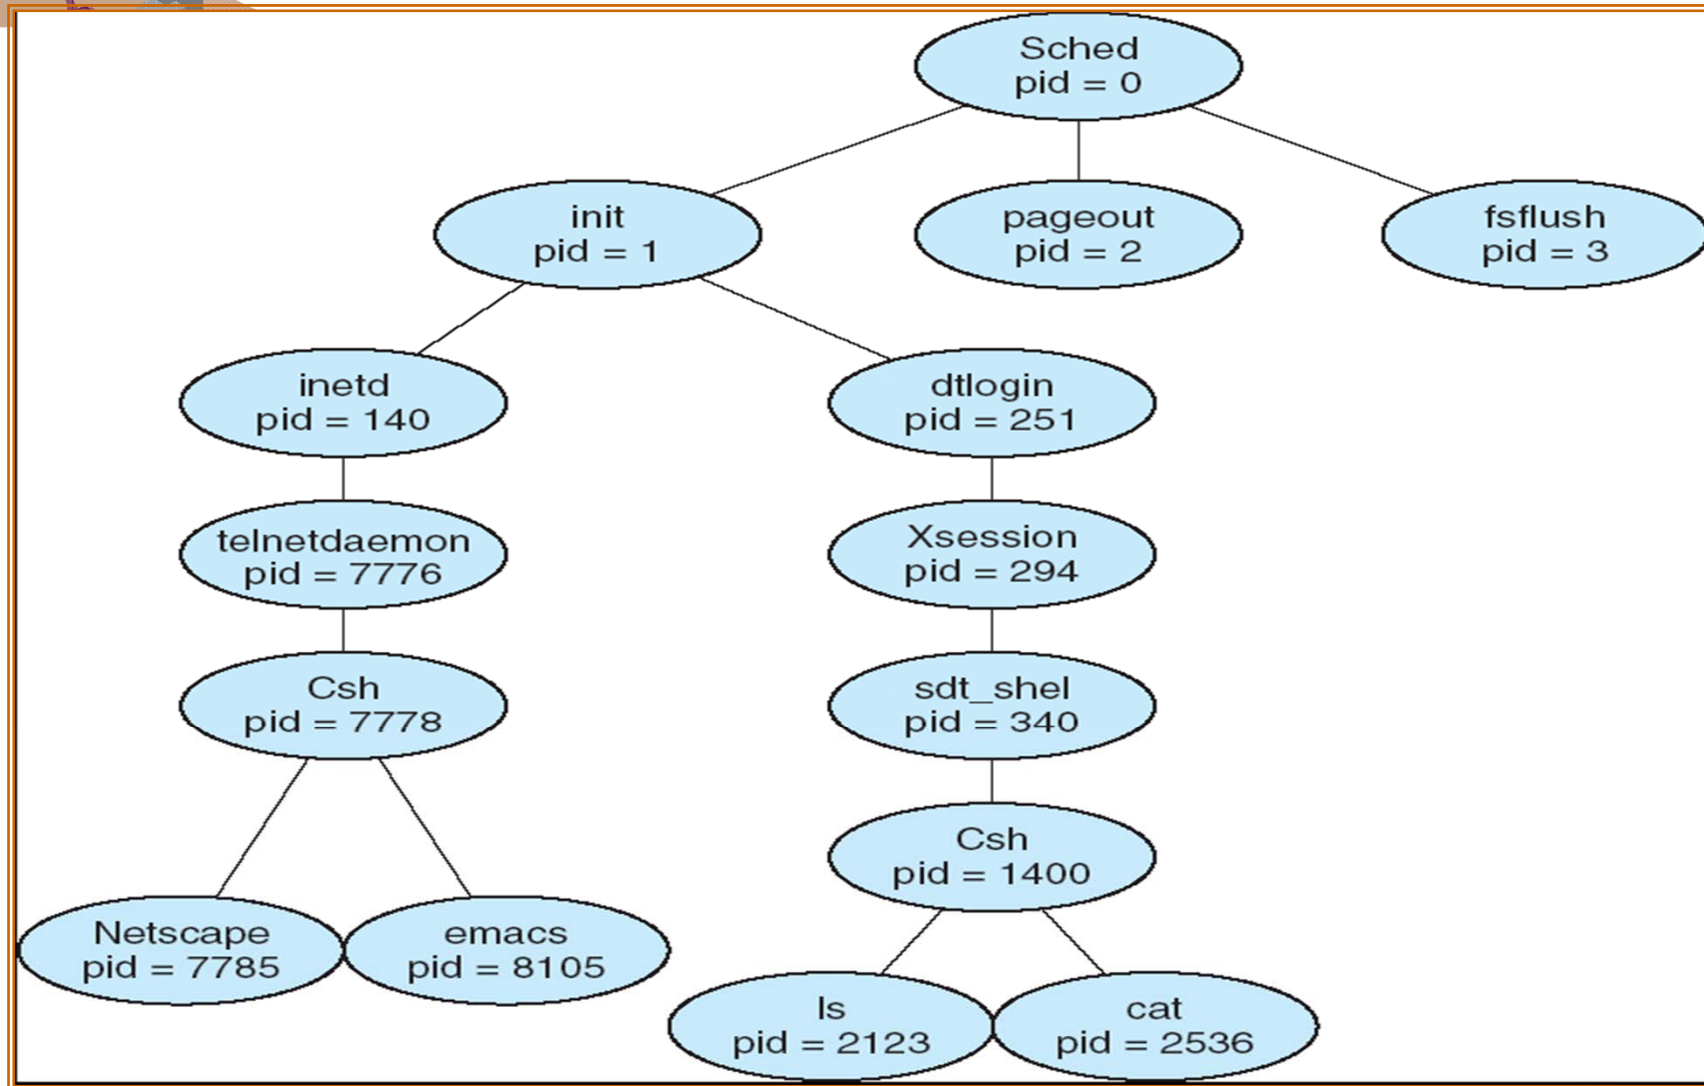 Sched
pid = 0
init
pid = 1
pageout
pid = 2
fsflush
pid = 3
inetd
pid = 140
dtlogin
pid = 251
telnetdaemon
pid = 7776
Xsession
pid = 294
Csh
pid = 7778
sdt_shel
pid = 340
Csh
pid = 1400
Netscape
pid = 7785
emacs
pid = 8105
ls
pid = 2123
cat
pid = 2536